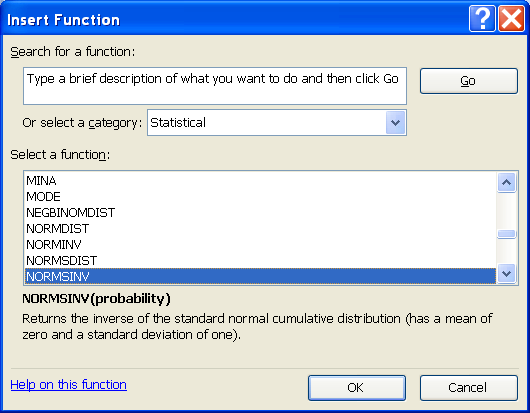 Insert Function
Search for a function:
Type a brief description of what you want to do and then click Go
Go
Or select a category: Statistical
Select a function:
MINA
MODE
NEGBINOMDIST
NORMDIST
NORMINV
NORMSDIST
NORMSINV
NORMSINV(probability)
Returns the inverse of the standard normal cumulative distribution (has a mean of
zero and a standard deviation of one).
Help on this function
OK
Cancel